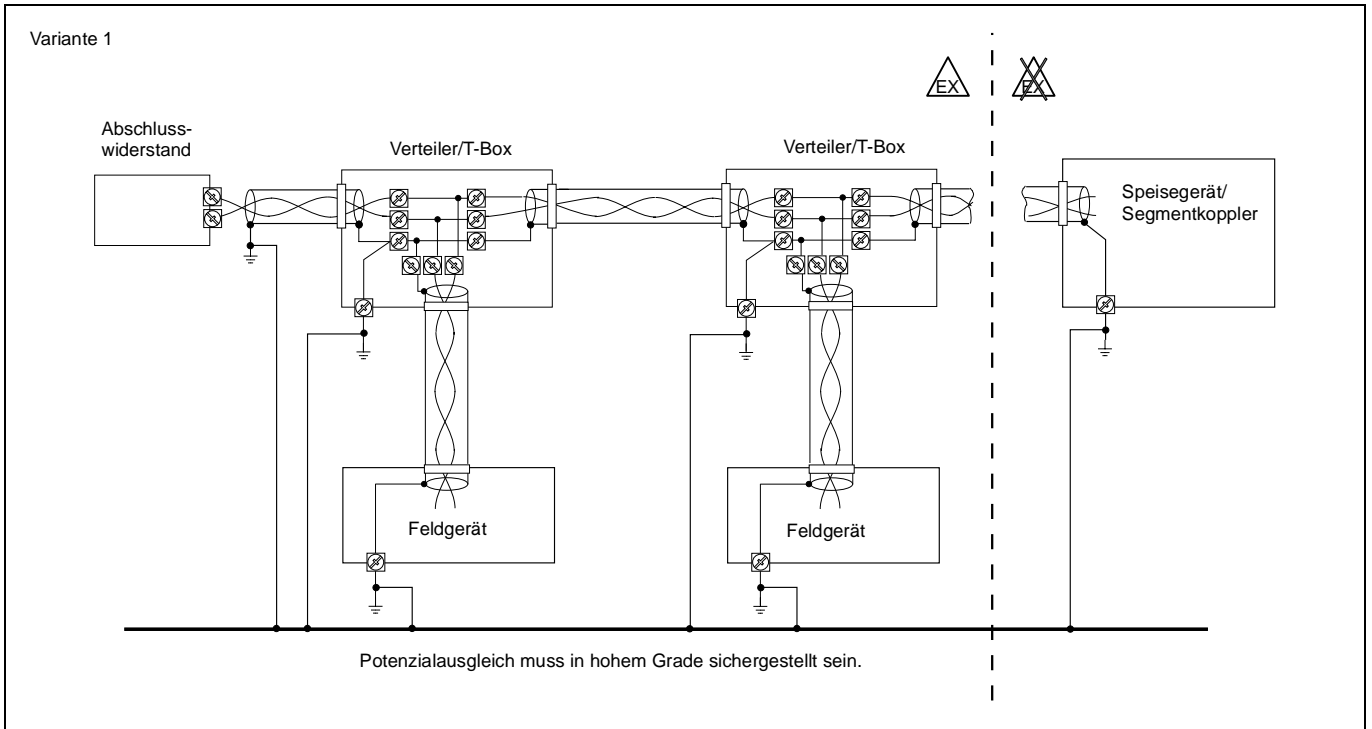 Variante 1
EX
EX
Abschluss-
widerstand
Verteiler/T-Box
Verteiler/T-Box
Speisegerät/
Segmentkoppler
Feldgerät
Feldgerät
Potenzialausgleich muss in hohem Grade sichergestellt sein.